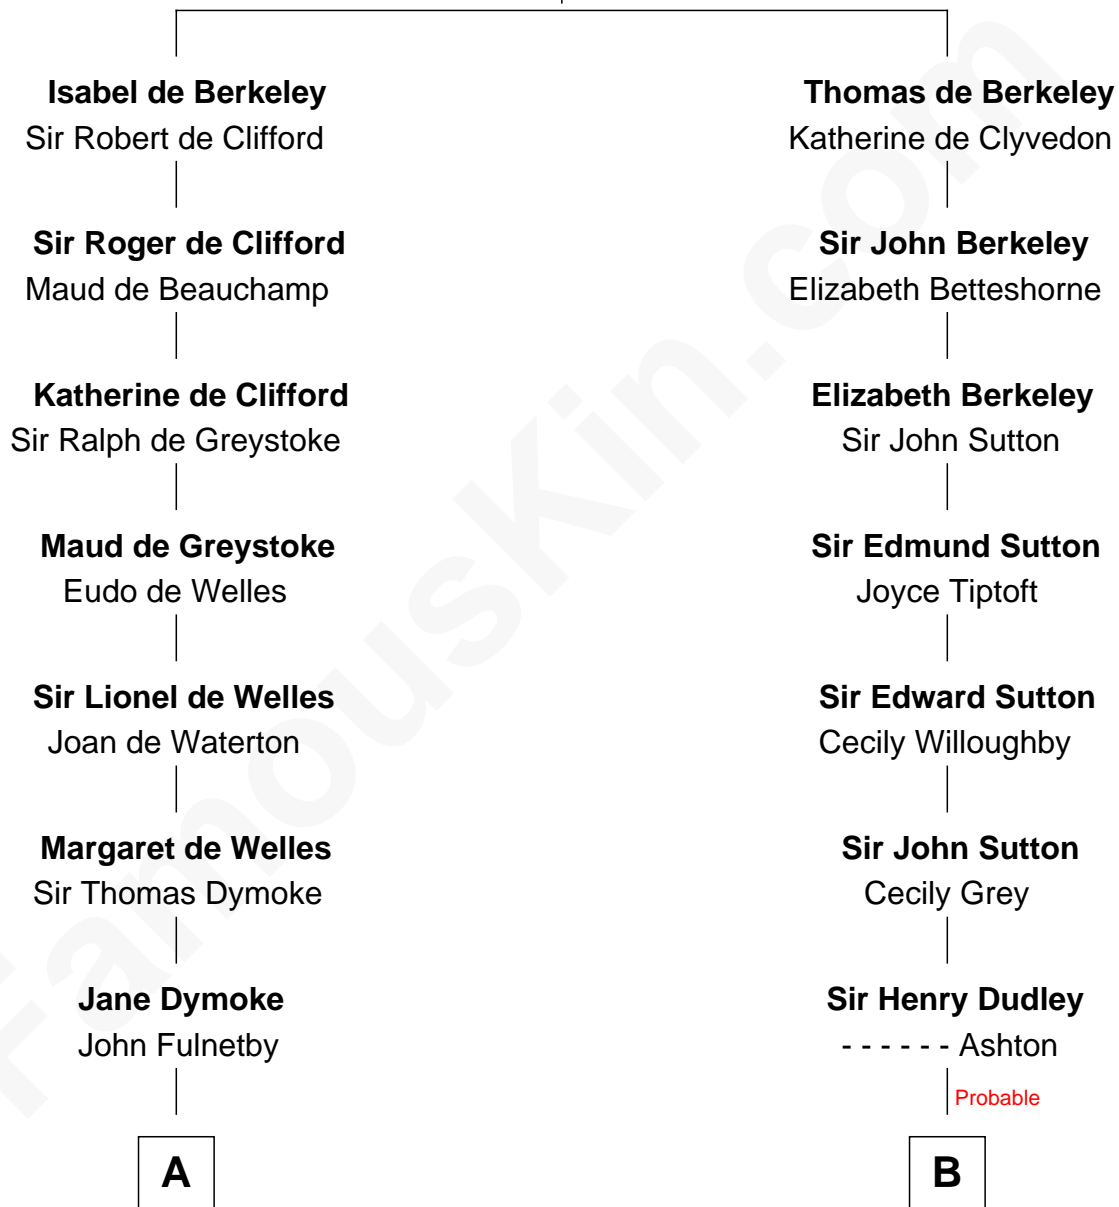 Isabel de Berkeley
Sir Robert de Clifford
Sir Roger de Clifford
Maud de Beauchamp
Katherine de Clifford
Sir Ralph de Greystoke
Maud de Greystoke
Eudo de Welles
Sir Lionel de Welles
Joan de Waterton
Margaret de Welles
Sir Thomas Dymoke
Jane Dymoke
John Fulnetby
A
Thomas de Berkeley
Katherine de Clyvedon
Sir John Berkeley
Elizabeth Betteshorne
Elizabeth Berkeley
Sir John Sutton
Sir Edmund Sutton
Joyce Tiptoft
Sir Edward Sutton
Cecily Willoughby
Sir John Sutton
Cecily Grey
Sir Henry Dudley
- - - - - - Ashton
Probable
B
FamousKin.com